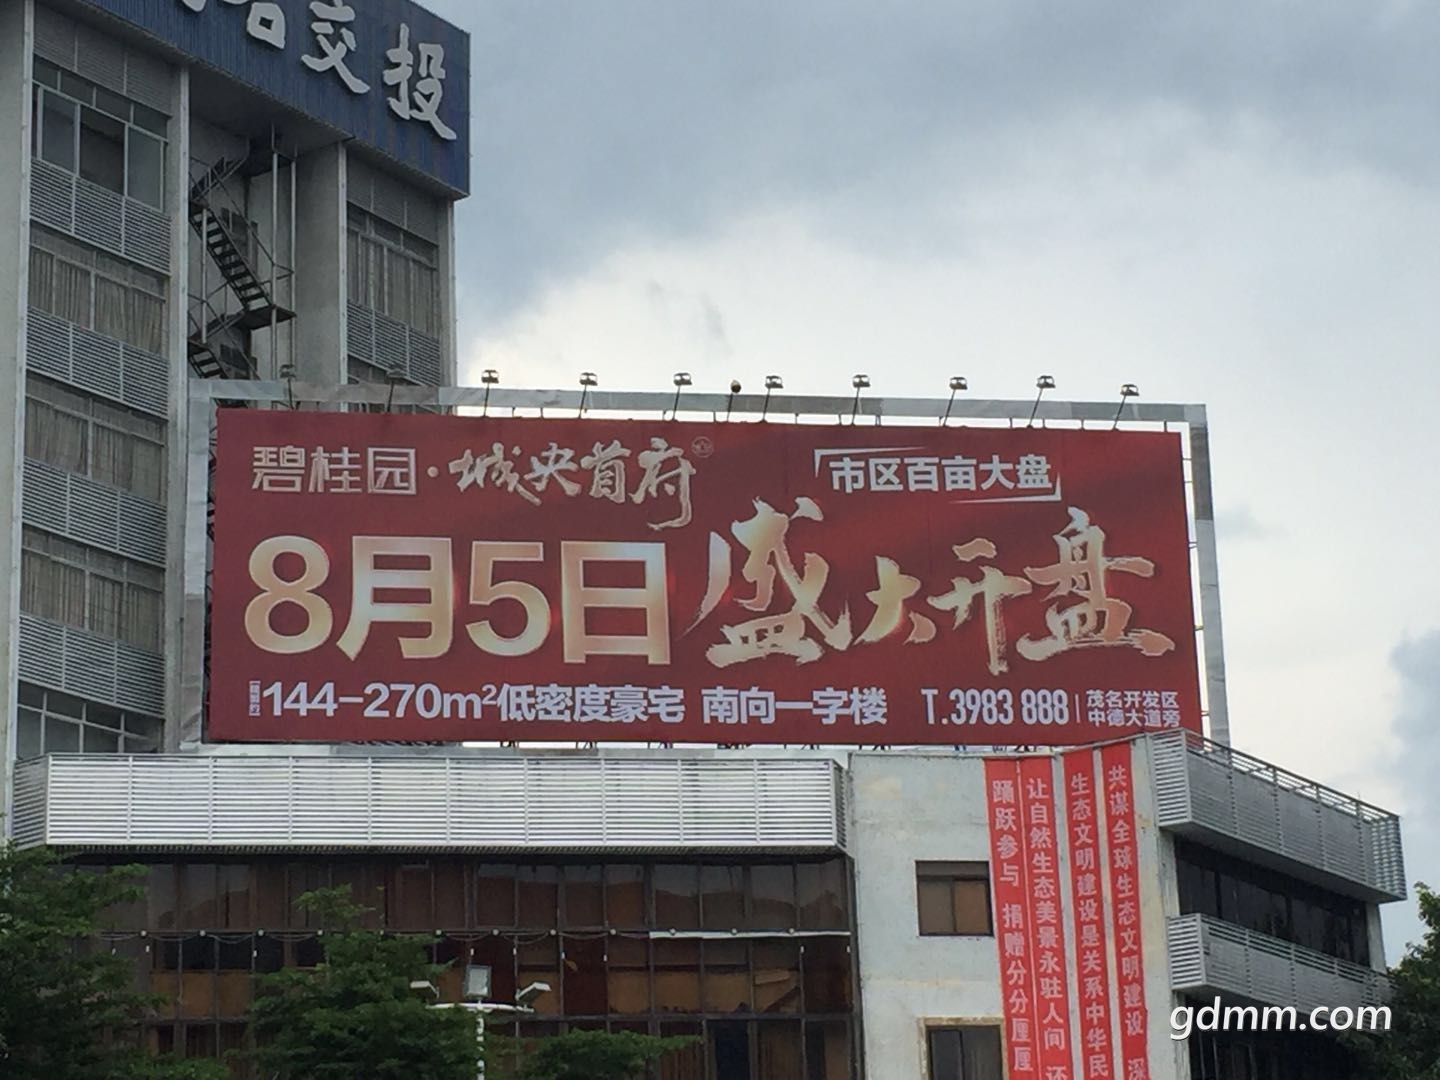 名交投
碧桂园·城央首府
市区百亩大盘
8月5日盛大开盘
144-270m²低密度豪宅 南向一字楼
T.3983 888
茂名开发区
中德大道旁
踊跃参与 捐赠分分厘厘
让自然生态美景永驻人间 还
生态文明建设是关系中华民
共谋全球生态文明建设 深
gdmm.com